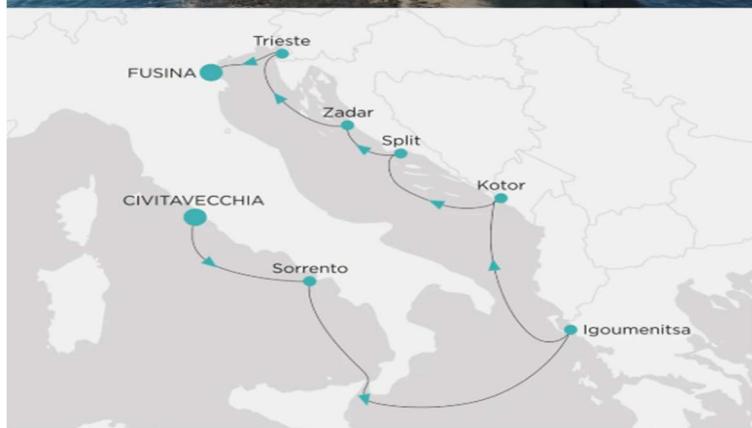 Trieste
FUSINA
Zadar
Split
Kotor
CIVITAVECCHIA
Sorrento
Igoumenitsa